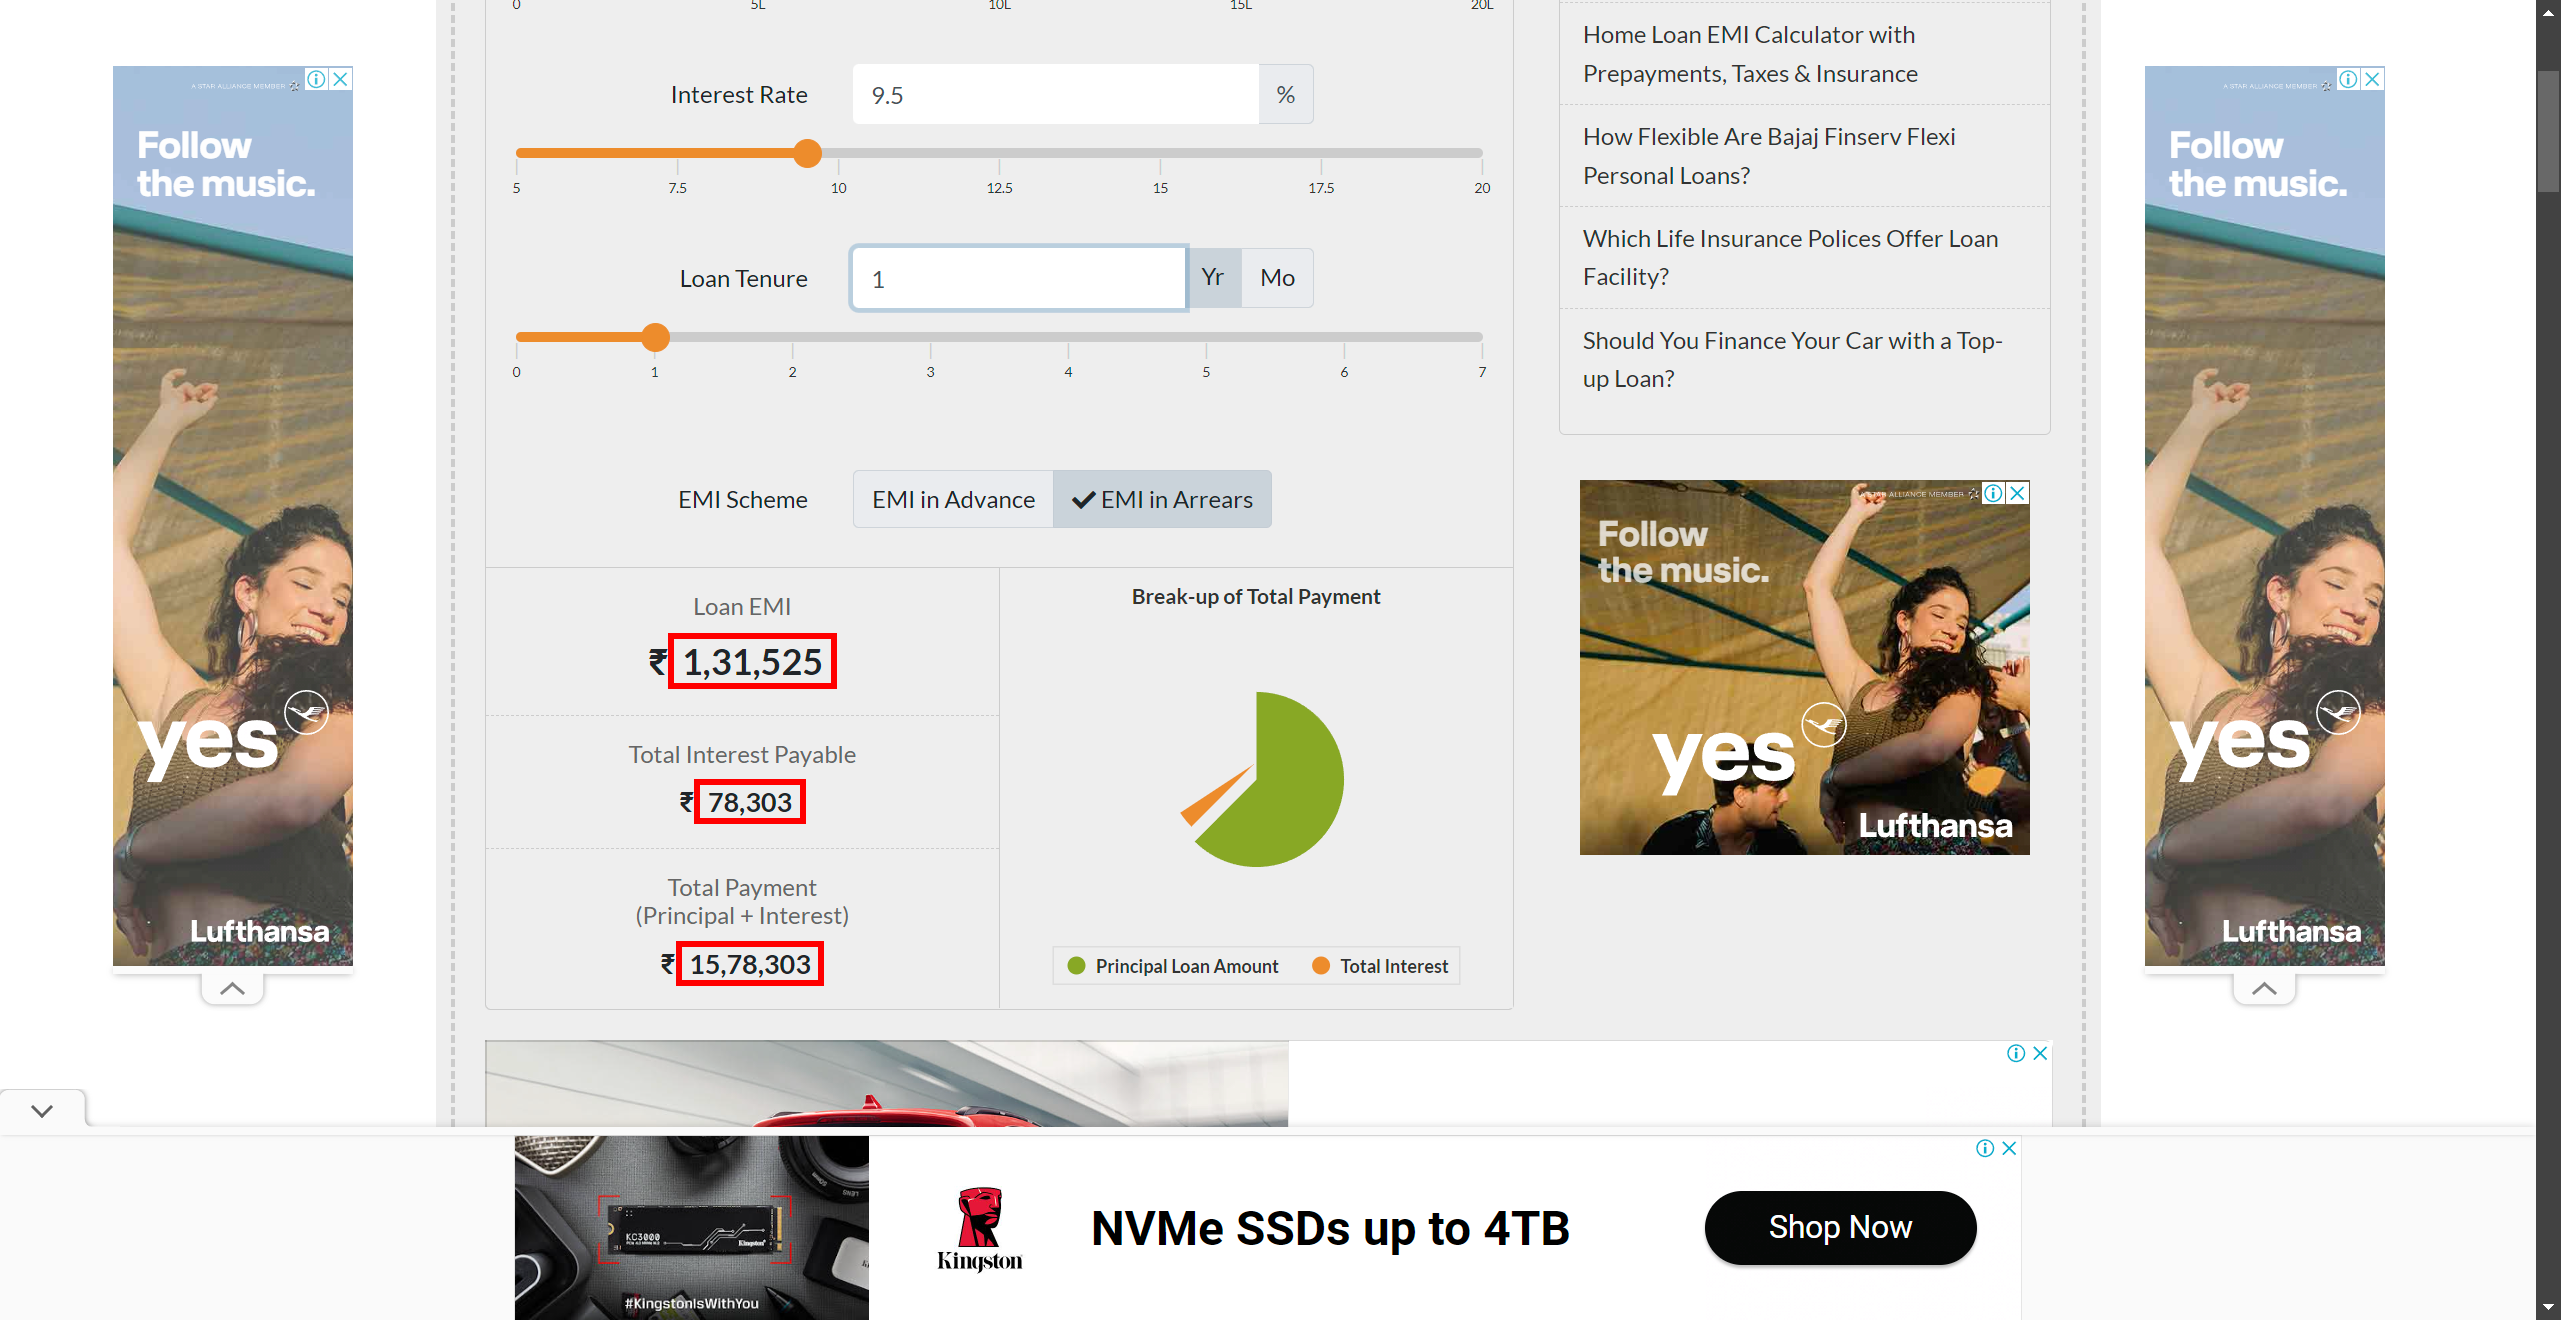 0 5L 10L 15L 20L
Interest Rate 9.5 %
5 7.5 10 12.5 15 17.5 20
Loan Tenure 1 Yr Mo
0 1 2 3 4 5 6 7
EMI Scheme EMI in Advance EMI in Arrears
Loan EMI
₹ 1,31,525
Total Interest Payable
₹ 78,303
Total Payment
(Principal + Interest)
₹ 15,78,303
Break-up of Total Payment
Principal Loan Amount Total Interest
Home Loan EMI Calculator with
Prepayments, Taxes & Insurance
How Flexible Are Bajaj Finserv Flexi
Personal Loans?
Which Life Insurance Polices Offer Loan
Facility?
Should You Finance Your Car with a Top-
up Loan?
A STAR ALLIANCE MEMBER
Follow
the music.
yes
Lufthansa
A STAR ALLIANCE MEMBER
Follow
the music.
yes
Lufthansa
A STAR ALLIANCE MEMBER
Follow
the music.
yes
Lufthansa
KC3000
Kingston
#KingstonIsWithYou
Kingston
NVMe SSDs up to 4TB
Shop Now